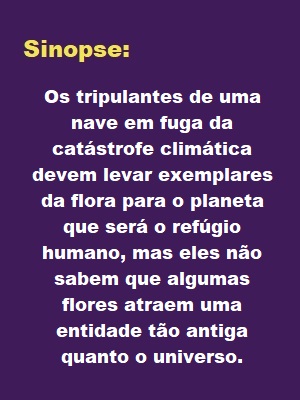 Sinopse:
Os tripulantes de uma
nave em fuga da
catástrofe climática
devem levar exemplares
da flora para o planeta
que será o refúgio
humano, mas eles não
sabem que algumas
flores atraem uma
entidade tão antiga
quanto o universo.